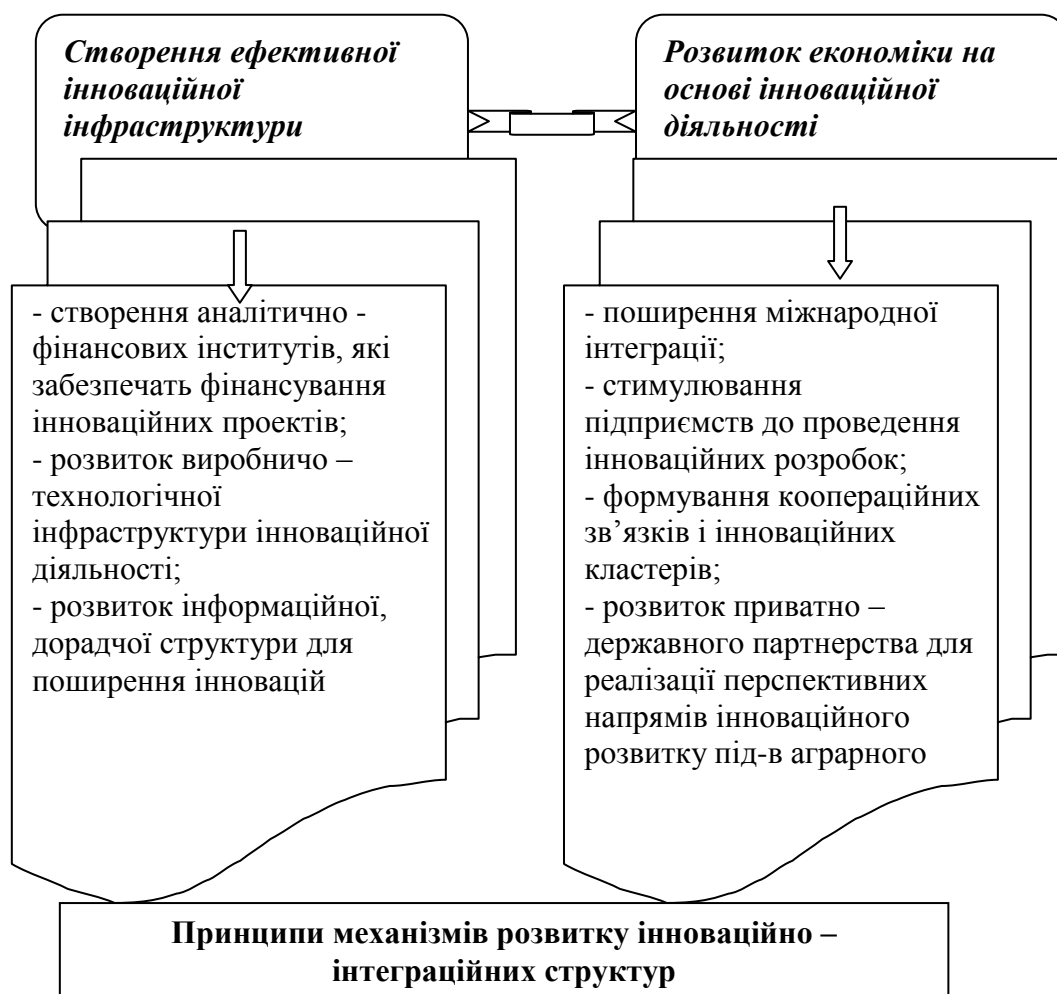 Створення ефективної
інноваційної
інфраструктури
Розвиток економіки на
основі інноваційної
діяльності
- створення аналітично -
фінансових інститутів, які
забезпечать фінансування
інноваційних проектів;
- розвиток виробничо –
технологічної
інфраструктури інноваційної
діяльності;
- розвиток інформаційної,
дорадчої структури для
поширення інновацій
- поширення міжнародної
інтеграції;
- стимулювання
підприємств до проведення
інноваційних розробок;
- формування коопераційних
зв’язків і інноваційних
кластерів;
- розвиток приватно –
державного партнерства для
реалізації перспективних
напрямів інноваційного
розвитку під-в аграрного
Принципи механізмів розвитку інноваційно –
інтеграційних структур